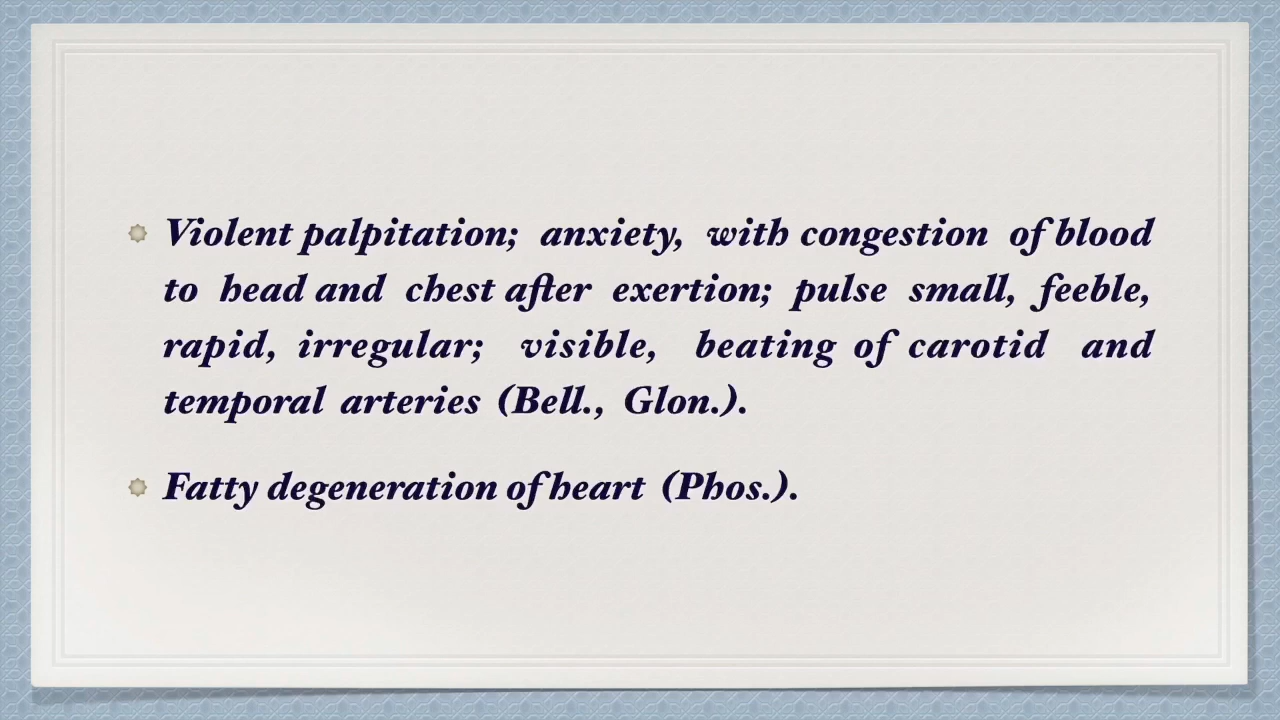 Violent palpitation; anxiety, with congestion of blood
to head and chest after exertion; pulse small, feeble,
rapid, irregular; visible, beating of carotid and
temporal arteries (Bell., Glon.).
Fatty degeneration of heart (Phos.).